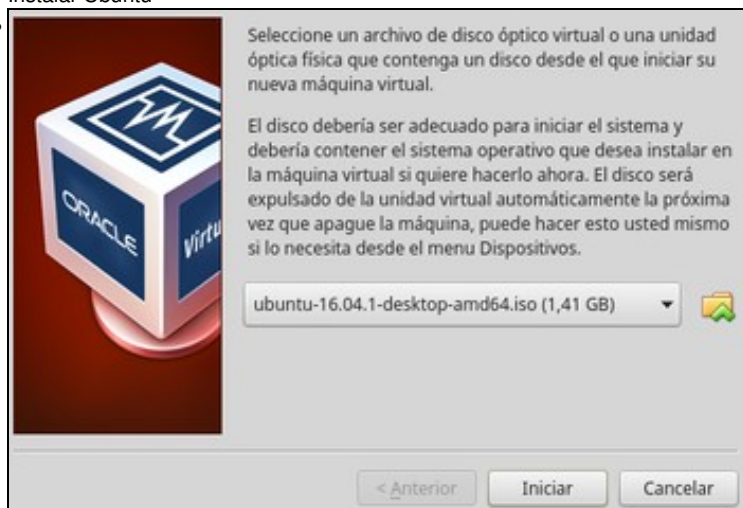 Instalar Ubuntu
Seleccione un archivo de disco óptico virtual o una unidad
óptica física que contenga un disco desde el que iniciar su
nueva máquina virtual.
El disco debería ser adecuado para iniciar el sistema y
debería contener el sistema operativo que desea instalar en
la máquina virtual si quiere hacerlo ahora. El disco será
expulsado de la unidad virtual automáticamente la próxima
vez que apague la máquina, puede hacer esto usted mismo
si lo necesita desde el menu Dispositivos.
ORACLE
Virtu
ubuntu-16.04.1-desktop-amd64.iso (1,41 GB)
< Anterior
Iniciar
Cancelar